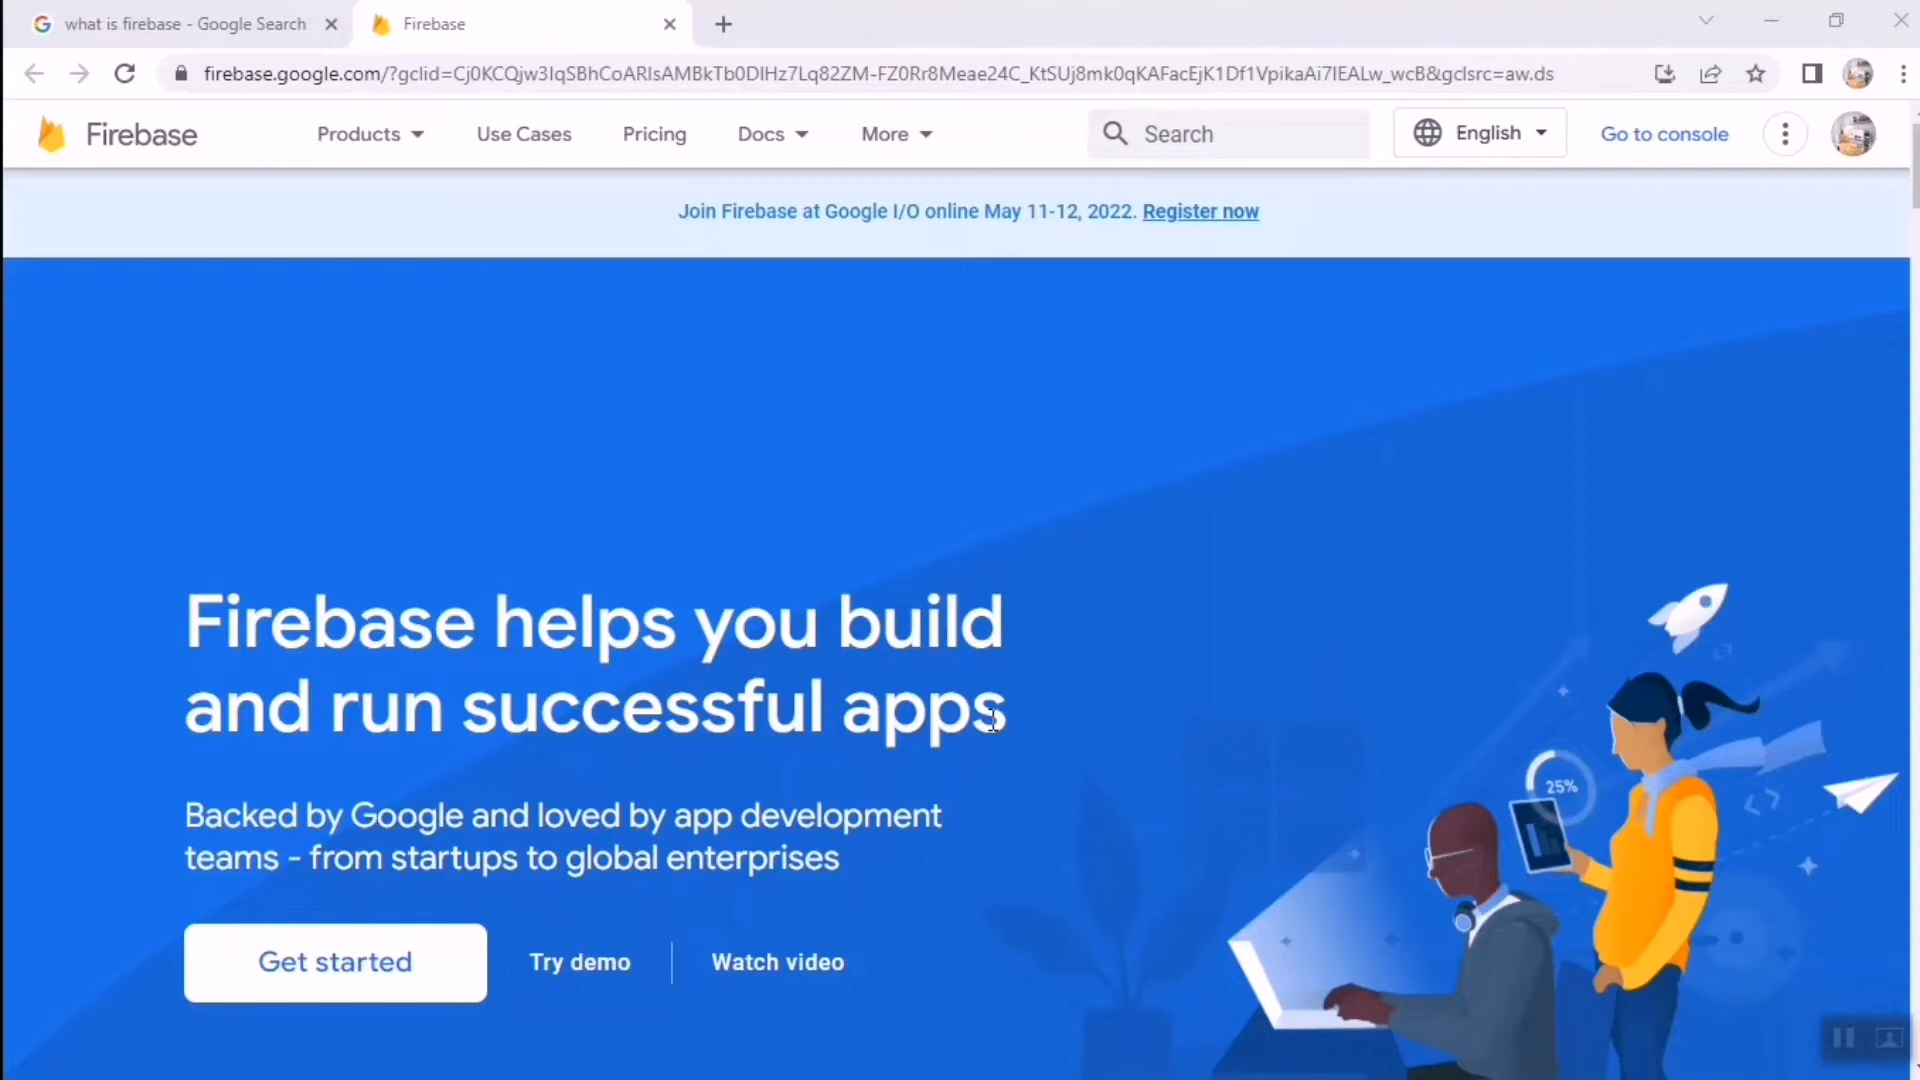 what is firebase - Google Search
Firebase
firebase.google.com/?gclid=Cj0KCQjw3IqSBhCoARIsAMBkTb0DIHz7Lq82ZM-FZ0Rr8Meae24C_KtSUj8mk0qKAFacEjK1Df1VpikaAi7IEALw_wcB&gclsrc=aw.ds
Firebase
Products
Use Cases
Pricing
Docs
More
Search
English
Go to console
Join Firebase at Google I/O online May 11-12, 2022. Register now
Firebase helps you build
and run successful apps
Backed by Google and loved by app development
teams - from startups to global enterprises
Get started
Try demo
Watch video
25%